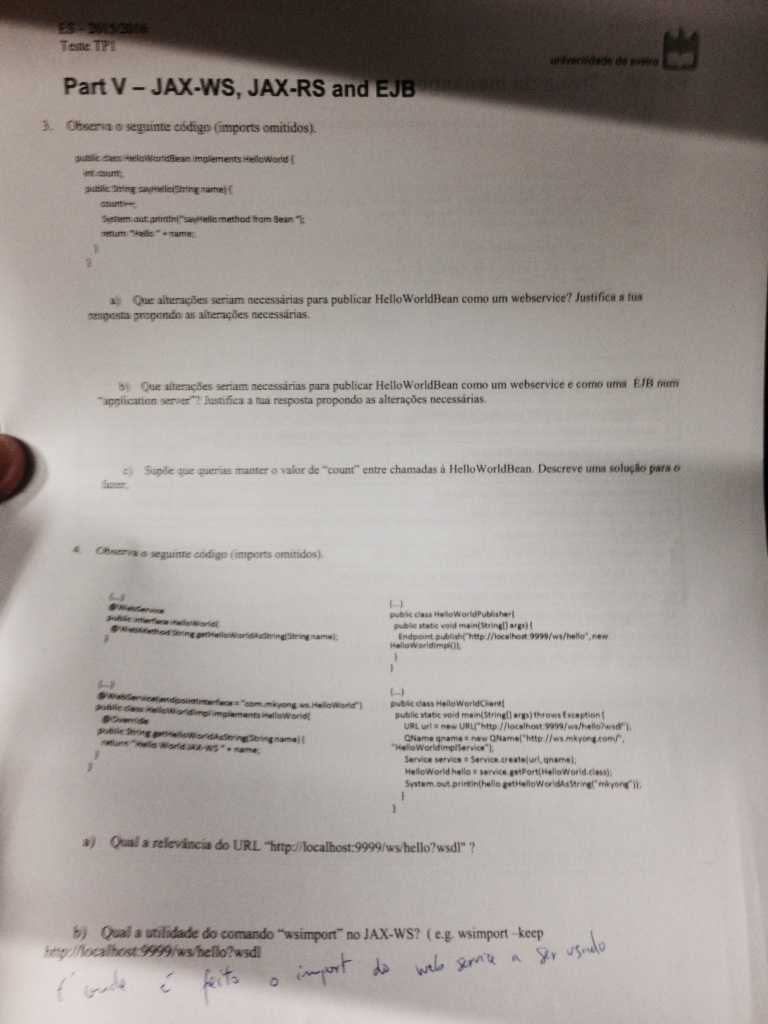 ES – 2015/2016
Teste TP1
universidade de aveiro
Part V – JAX-WS, JAX-RS and EJB
3. Observa o seguinte código (imports omitidos).
public class HelloWorldBean implements HelloWorld {
int count;
public String sayHello(String name) {
count++;
System.out.println("sayHello method from Bean ");
return "Hello " + name;
}
}
a) Que alterações seriam necessárias para publicar HelloWorldBean como um webservice? Justifica a tua
resposta propondo as alterações necessárias.
b) Que alterações seriam necessárias para publicar HelloWorldBean como um webservice e como uma EJB num
"application server"? Justifica a tua resposta propondo as alterações necessárias.
c) Supõe que querias manter o valor de "count" entre chamadas à HelloWorldBean. Descreve uma solução para o
fazer.
4. Observa o seguinte código (imports omitidos).
(...)
@WebService
public interface HelloWorld{
@WebMethod String getHelloWorldAsString(String name);
}
(...)
public class HelloWorldPublisher{
public static void main(String[] args) {
Endpoint.publish("http://localhost:9999/ws/hello", new
HelloWorldImpl());
}
}
(...)
@WebService(endpointInterface = "com.mkyong.ws.HelloWorld")
public class HelloWorldImpl implements HelloWorld{
@Override
public String getHelloWorldAsString(String name) {
return "Hello World JAX-WS " + name;
}
}
(...)
public class HelloWorldClient{
public static void main(String[] args) throws Exception {
URL url = new URL("http://localhost:9999/ws/hello?wsdl");
QName qname = new QName("http://ws.mkyong.com/",
"HelloWorldImplService");
Service service = Service.create(url, qname);
HelloWorld hello = service.getPort(HelloWorld.class);
System.out.println(hello.getHelloWorldAsString("mkyong"));
}
}
a) Qual a relevância do URL "http://localhost:9999/ws/hello?wsdl" ?
b) Qual a utilidade do comando "wsimport" no JAX-WS? ( e.g. wsimport –keep
http://localhost:9999/ws/hello?wsdl
É onde é feito o import do web service a ser usado